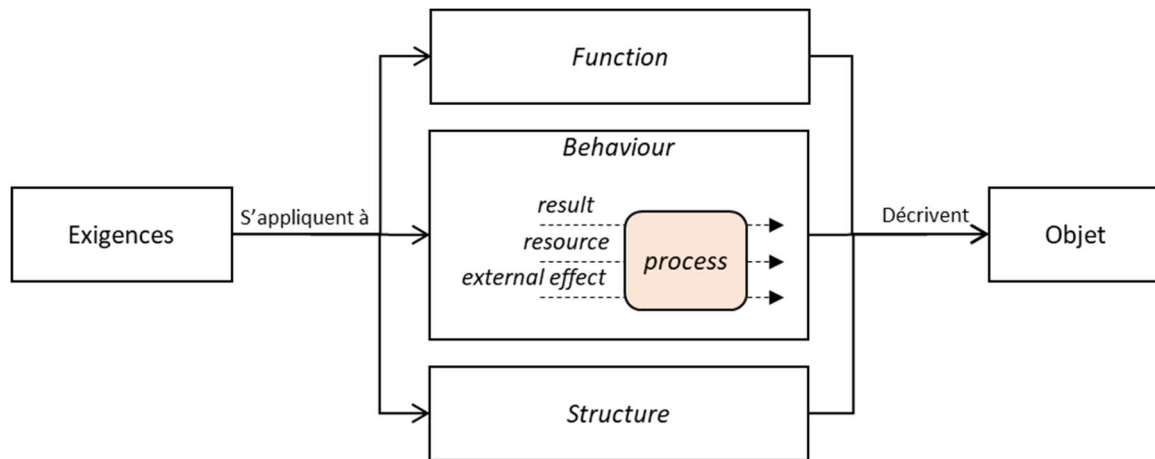 Function
Behaviour
Exigences
S'appliquent à
result
resource
external effect
process
Décrivent
Objet
Structure